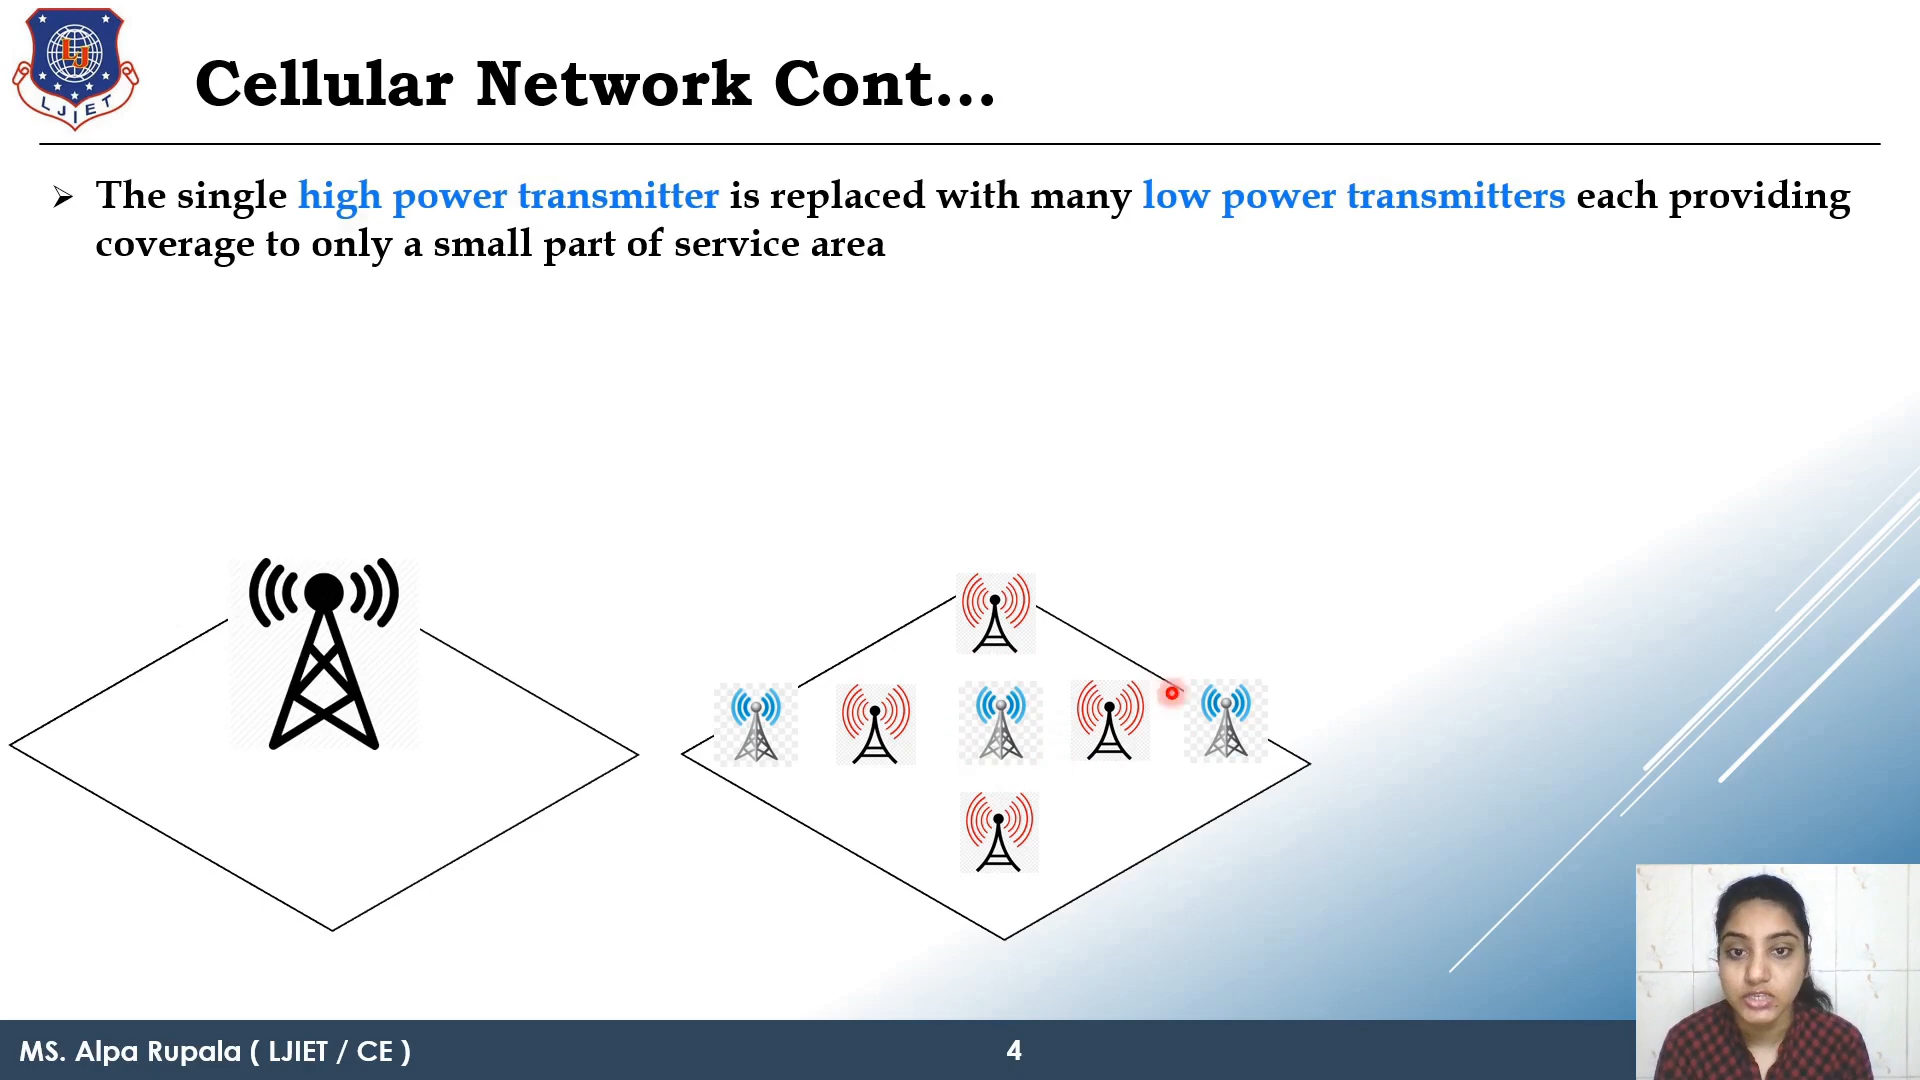 LJ
LJIET
Cellular Network Cont...
➢ The single high power transmitter is replaced with many low power transmitters each providing
coverage to only a small part of service area
MS. Alpa Rupala ( LJIET / CE )
4